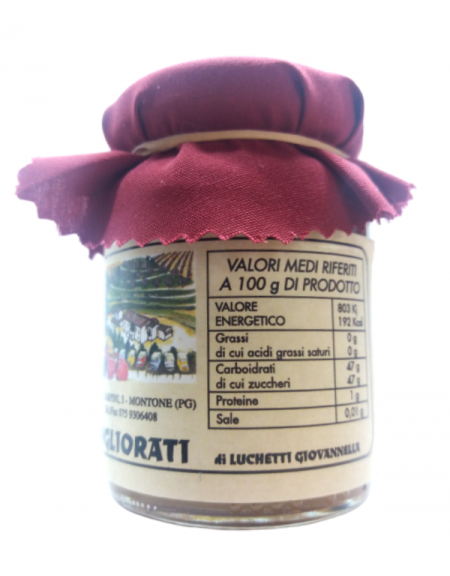 VALORI MEDI RIFERITI
A 100 g DI PRODOTTO
VALORE 803 Kj
ENERGETICO 192 Kcal
Grassi 0 g
di cui acidi grassi saturi 0 g
Carboidrati 47 g
di cui zuccheri 47 g
Proteine 1 g
Sale 0,01 g
3 - MONTONE (PG)
075 9306408
GLIORATI
di LUCHETTI GIOVANNELLA